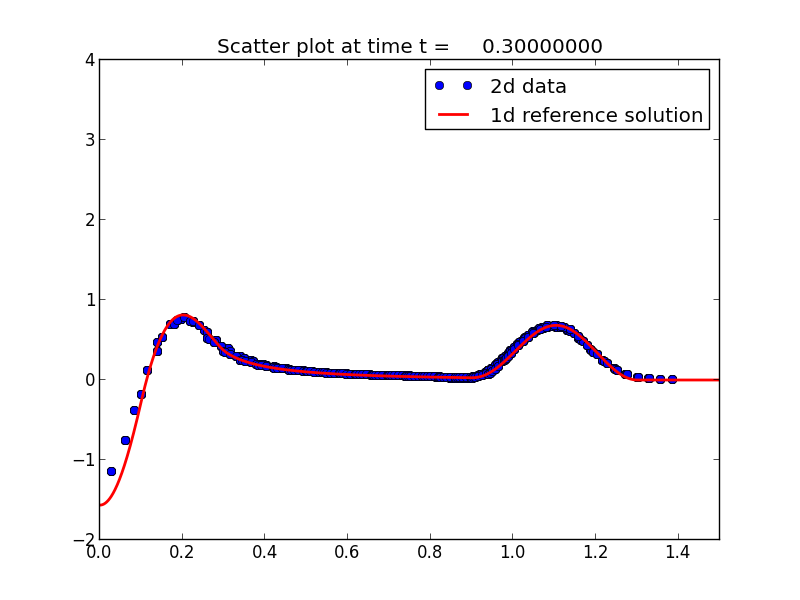 Scatter plot at time t =     0.30000000
4
2d data
1d reference solution
3
2
1
0
−1
−2
0.0 0.2 0.4 0.6 0.8 1.0 1.2 1.4